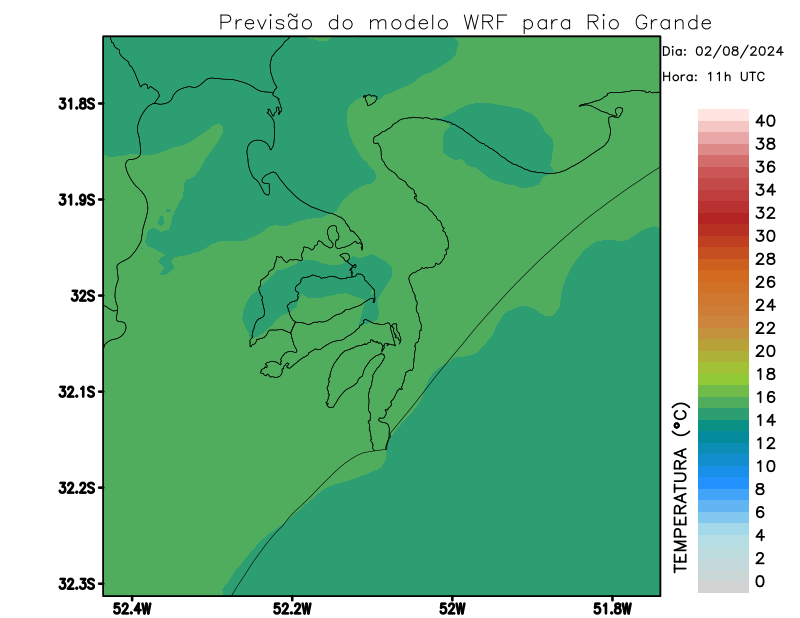 Previsão do modelo WRF para Rio Grande
Dia: 02/08/2024
Hora: 11h UTC
31.8S
31.9S
32S
32.1S
32.2S
32.3S
52.4W
52.2W
52W
51.8W
TEMPERATURA (°C)
40
38
36
34
32
30
28
26
24
22
20
18
16
14
12
10
8
6
4
2
0